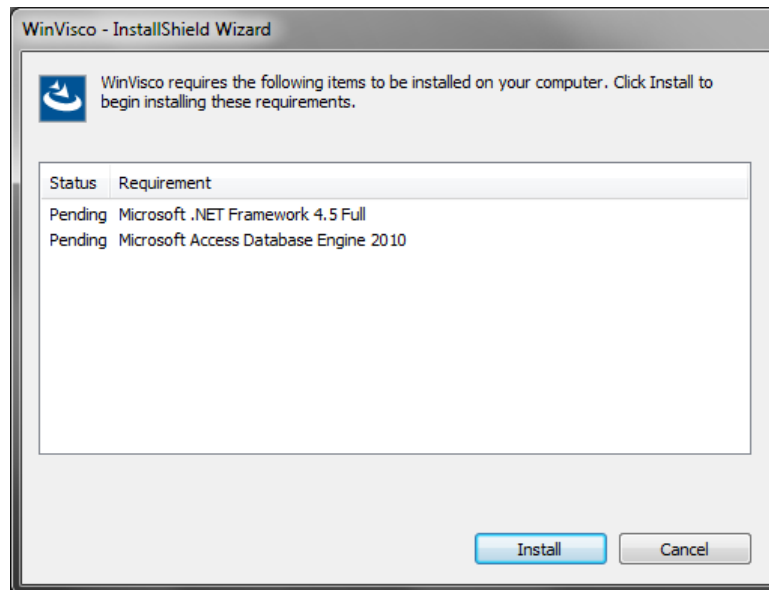 WinVisco - InstallShield Wizard
WinVisco requires the following items to be installed on your computer. Click Install to
begin installing these requirements.
Status Requirement
Pending Microsoft .NET Framework 4.5 Full
Pending Microsoft Access Database Engine 2010
Install Cancel